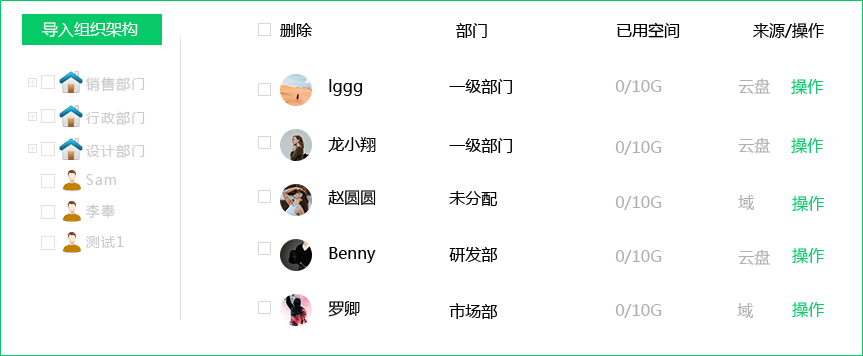 导入组织架构
销售部门
行政部门
设计部门
Sam
李奉
测试1
删除 部门 已用空间 来源/操作
lggg 一级部门 0/10G 云盘 操作
龙小翔 一级部门 0/10G 云盘 操作
赵圆圆 未分配 0/10G 域 操作
Benny 研发部 0/10G 云盘 操作
罗卿 市场部 0/10G 域 操作